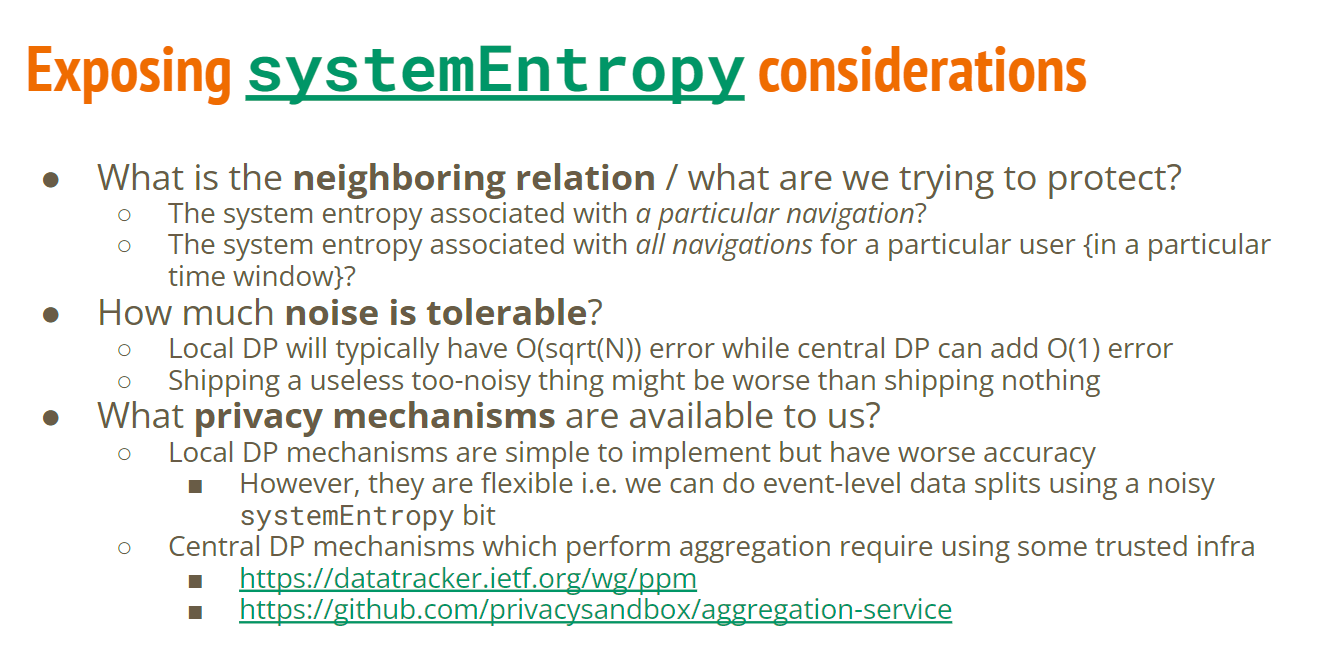 Exposing systemEntropy considerations
● What is the neighboring relation / what are we trying to protect?
○ The system entropy associated with a particular navigation?
○ The system entropy associated with all navigations for a particular user {in a particular
time window}?
● How much noise is tolerable?
○ Local DP will typically have O(sqrt(N)) error while central DP can add O(1) error
○ Shipping a useless too-noisy thing might be worse than shipping nothing
● What privacy mechanisms are available to us?
○ Local DP mechanisms are simple to implement but have worse accuracy
■ However, they are flexible i.e. we can do event-level data splits using a noisy
systemEntropy bit
○ Central DP mechanisms which perform aggregation require using some trusted infra
■ https://datatracker.ietf.org/wg/ppm
■ https://github.com/privacysandbox/aggregation-service